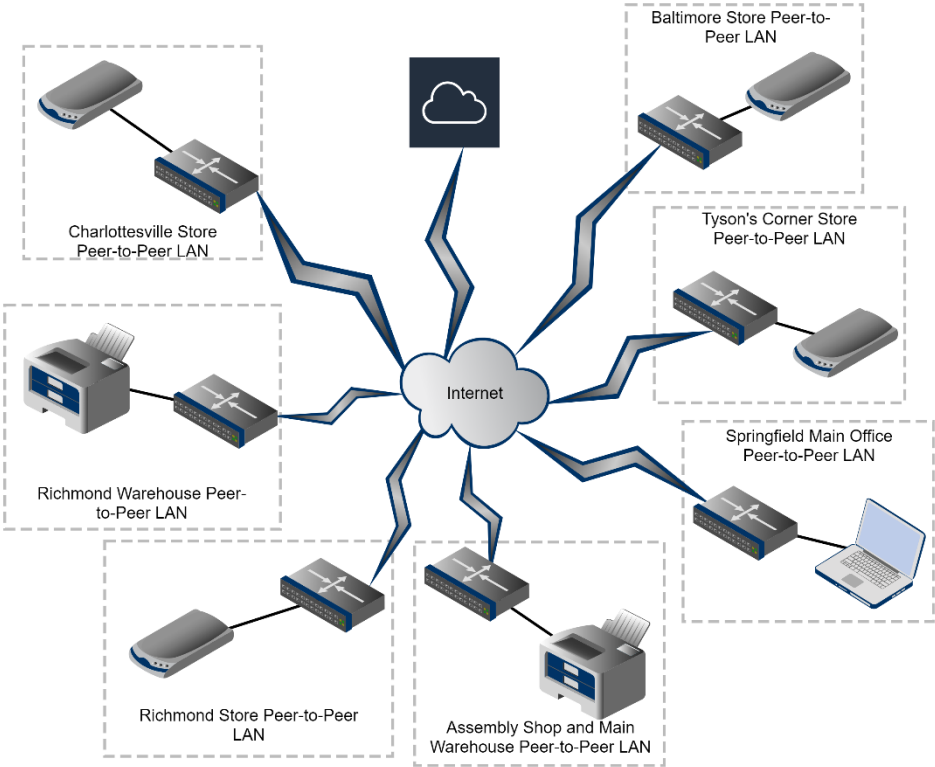 Baltimore Store Peer-to-
Peer LAN
Charlottesville Store
Peer-to-Peer LAN
Tyson's Corner Store
Peer-to-Peer LAN
Internet
Springfield Main Office
Peer-to-Peer LAN
Richmond Warehouse Peer-
to-Peer LAN
Richmond Store Peer-to-Peer
LAN
Assembly Shop and Main
Warehouse Peer-to-Peer LAN